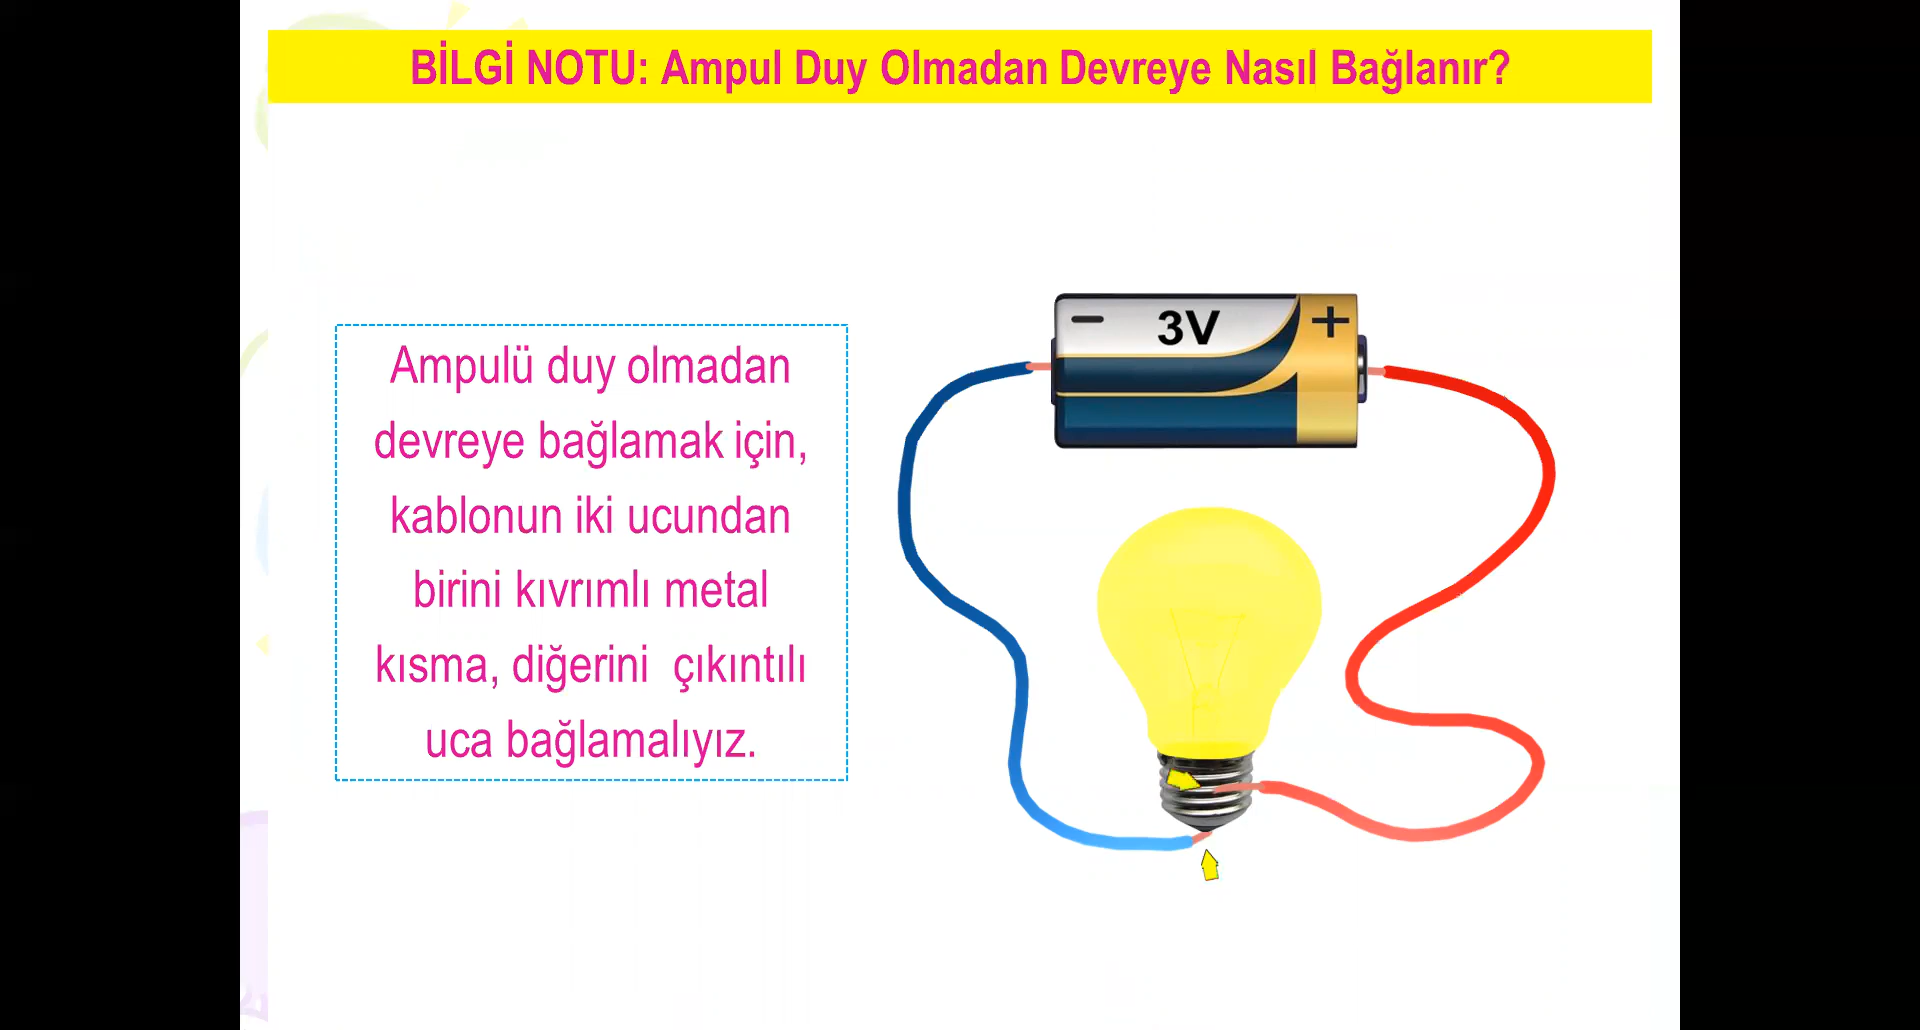 BİLGİ NOTU: Ampul Duy Olmadan Devreye Nasıl Bağlanır?
Ampulü duy olmadan
devreye bağlamak için,
kablonun iki ucundan
birini kıvrımlı metal
kısma, diğerini çıkıntılı
uca bağlamalıyız.
− 3V +